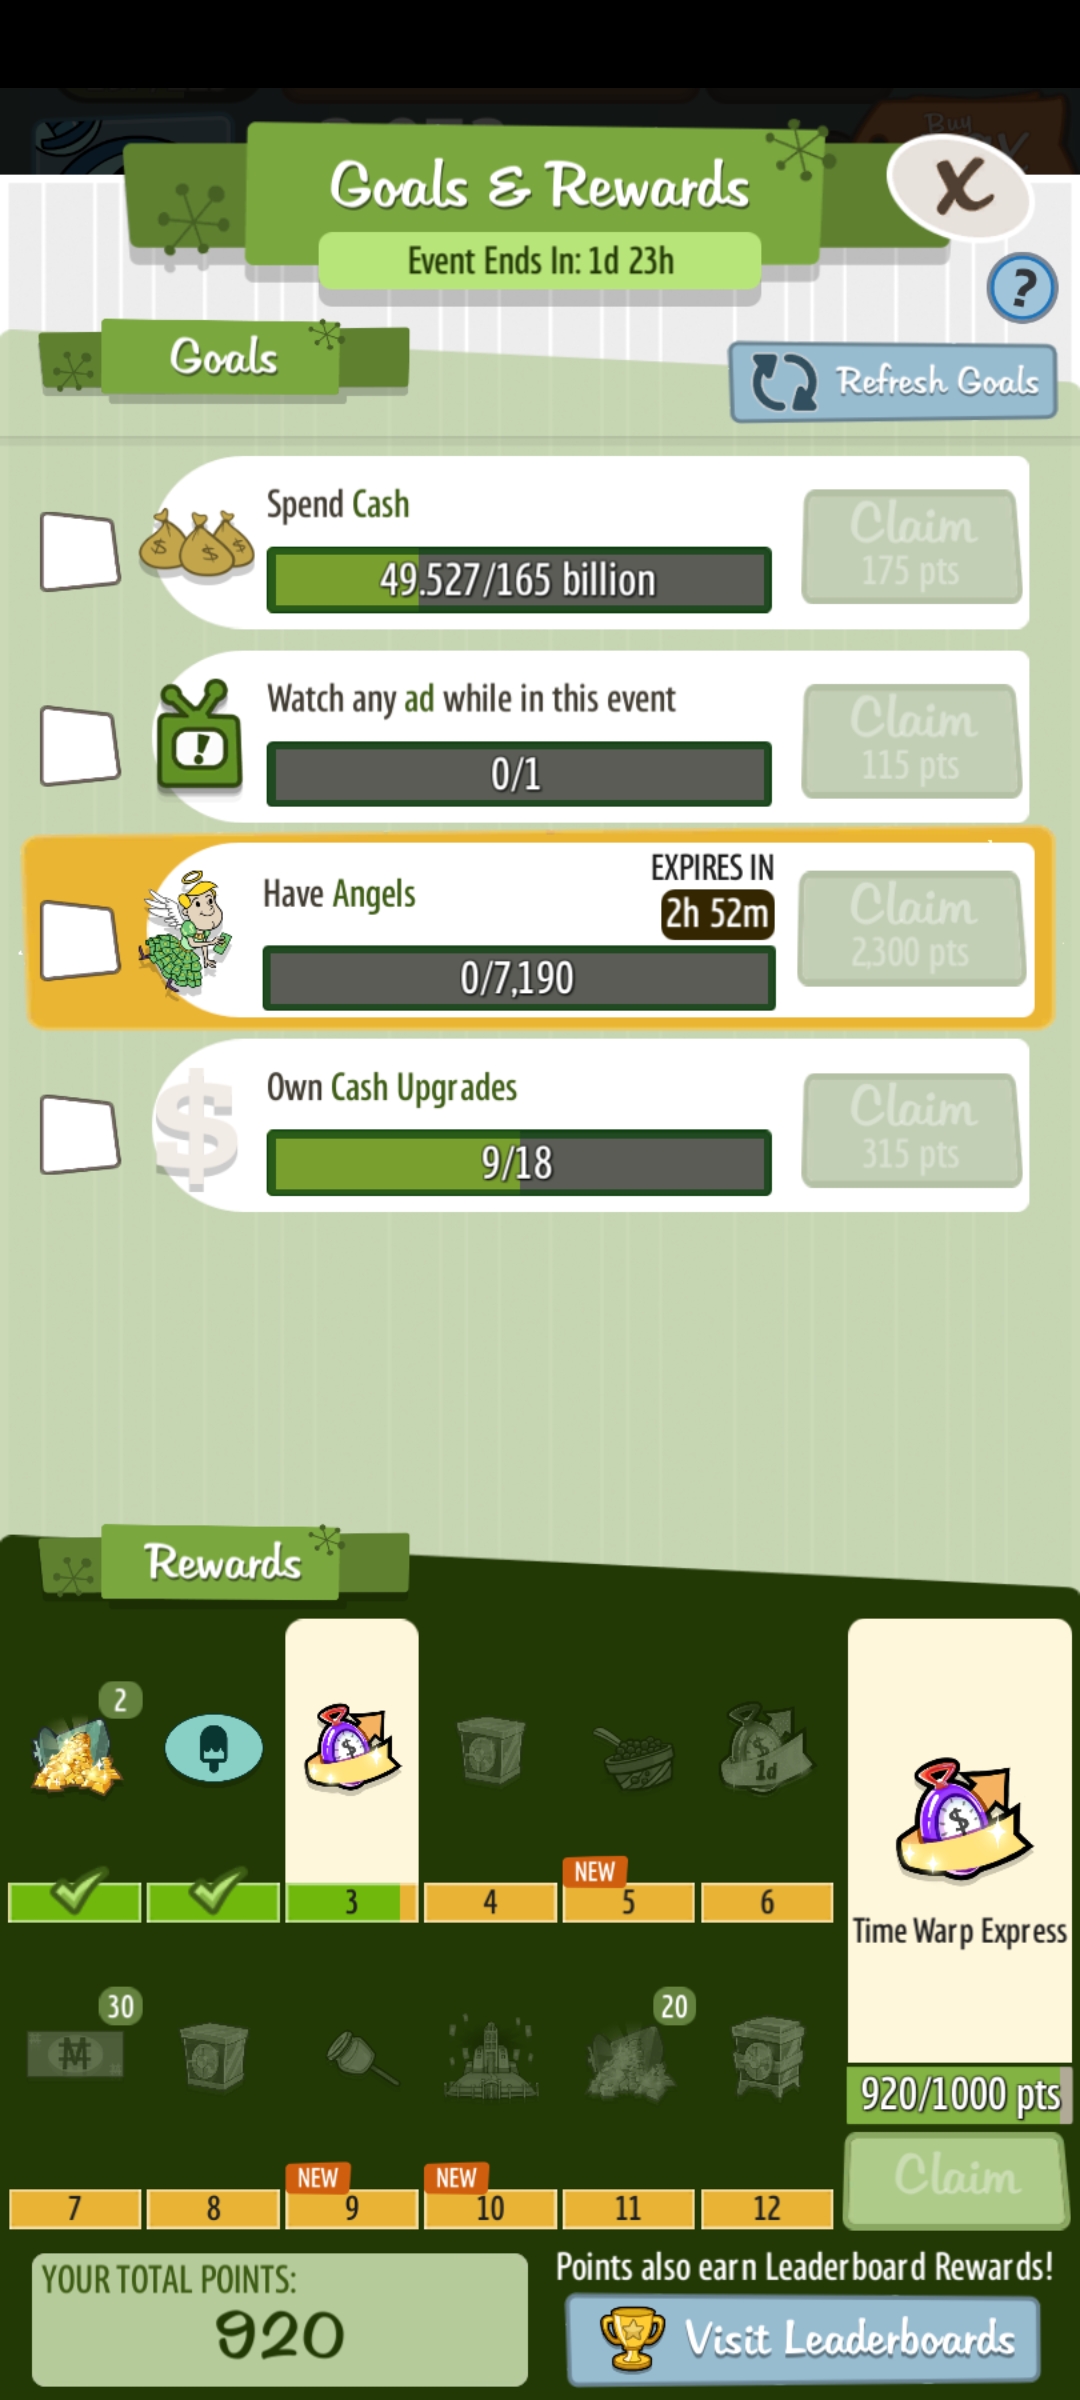 Buy
Goals & Rewards
X
Event Ends In: 1d 23h
?
Goals
Refresh Goals
Spend Cash
49.527/165 billion
Claim
175 pts
Watch any ad while in this event
0/1
Claim
115 pts
Have Angels
EXPIRES IN
2h 52m
0/7,190
Claim
2,300 pts
Own Cash Upgrades
9/18
Claim
315 pts
Rewards
2
1d
3
4
NEW
5
6
Time Warp Express
30
20
920/1000 pts
Claim
7
8
NEW
9
NEW
10
11
12
YOUR TOTAL POINTS:
920
Points also earn Leaderboard Rewards!
Visit Leaderboards